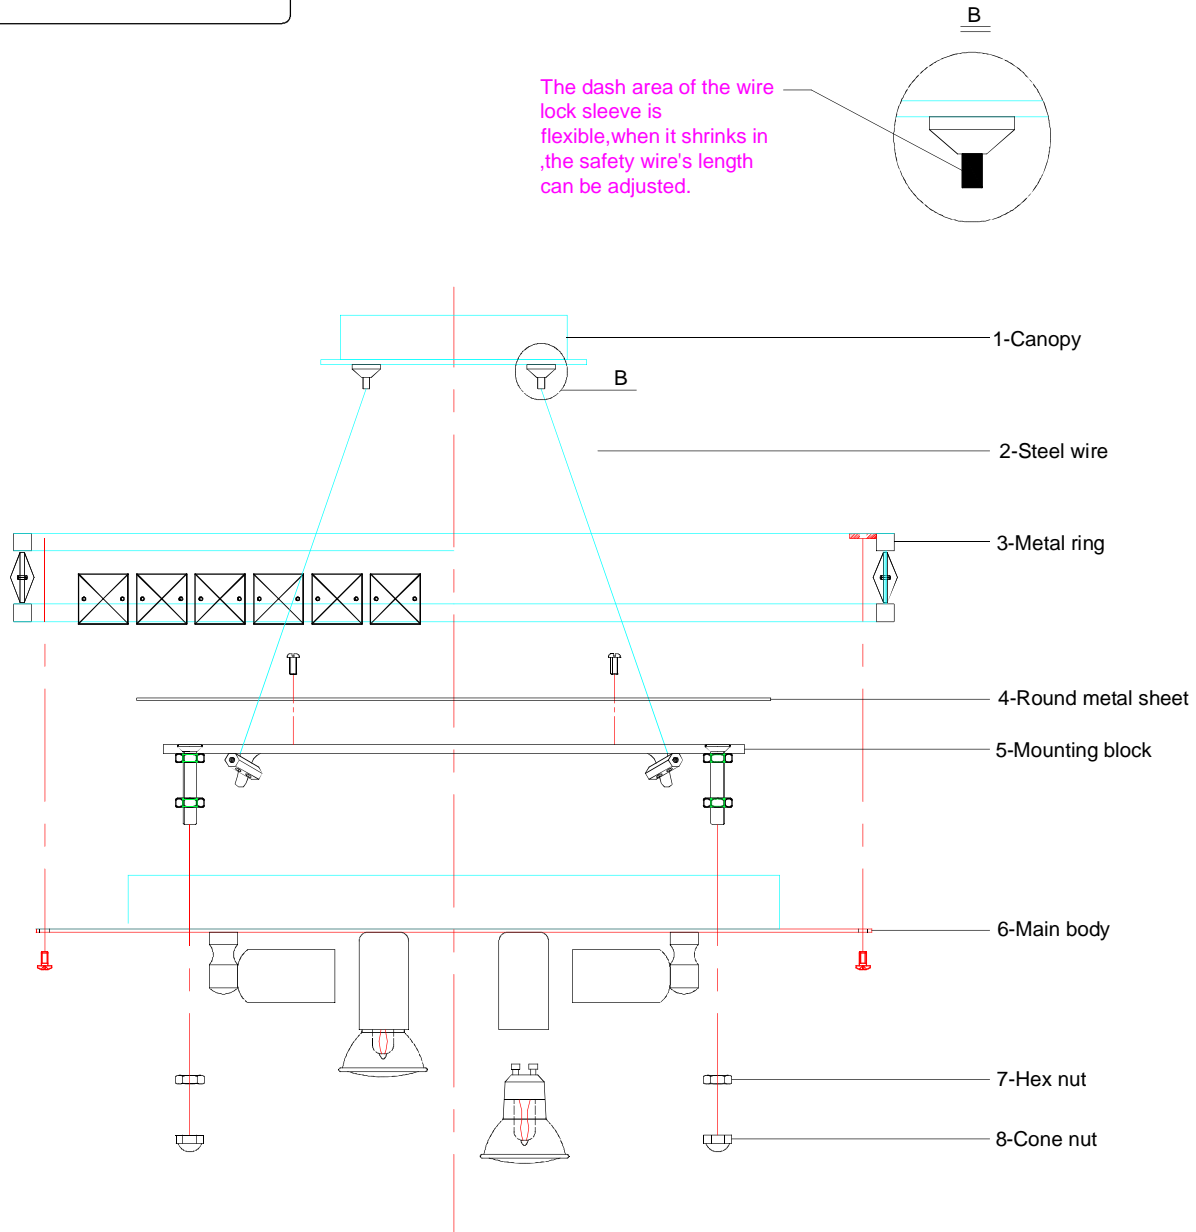 B
The dash area of the wire
lock sleeve is
flexible,when it shrinks in
,the safety wire's length
can be adjusted.
1-Canopy
B
2-Steel wire
3-Metal ring
4-Round metal sheet
5-Mounting block
6-Main body
7-Hex nut
8-Cone nut